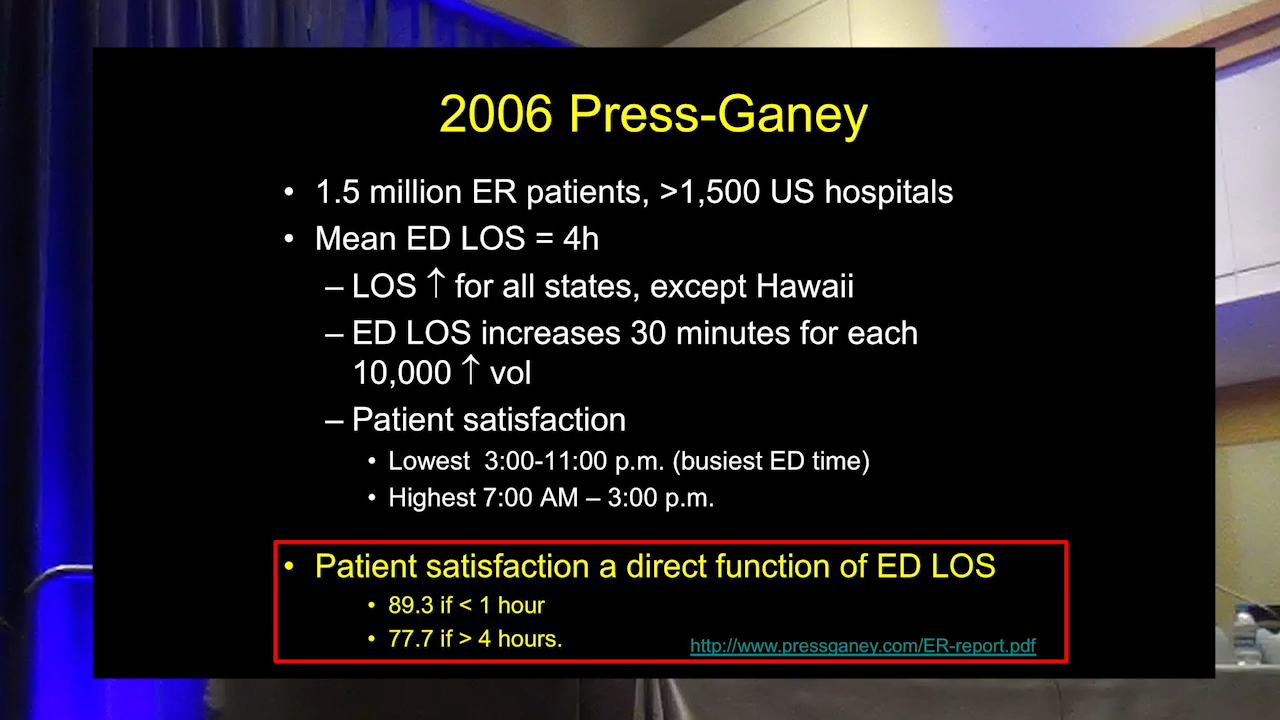 2006 Press-Ganey
• 1.5 million ER patients, >1,500 US hospitals
• Mean ED LOS = 4h
– LOS ↑ for all states, except Hawaii
– ED LOS increases 30 minutes for each
10,000 ↑ vol
– Patient satisfaction
• Lowest 3:00-11:00 p.m. (busiest ED time)
• Highest 7:00 AM – 3:00 p.m.
• Patient satisfaction a direct function of ED LOS
• 89.3 if < 1 hour
• 77.7 if > 4 hours.
http://www.pressganey.com/ER-report.pdf